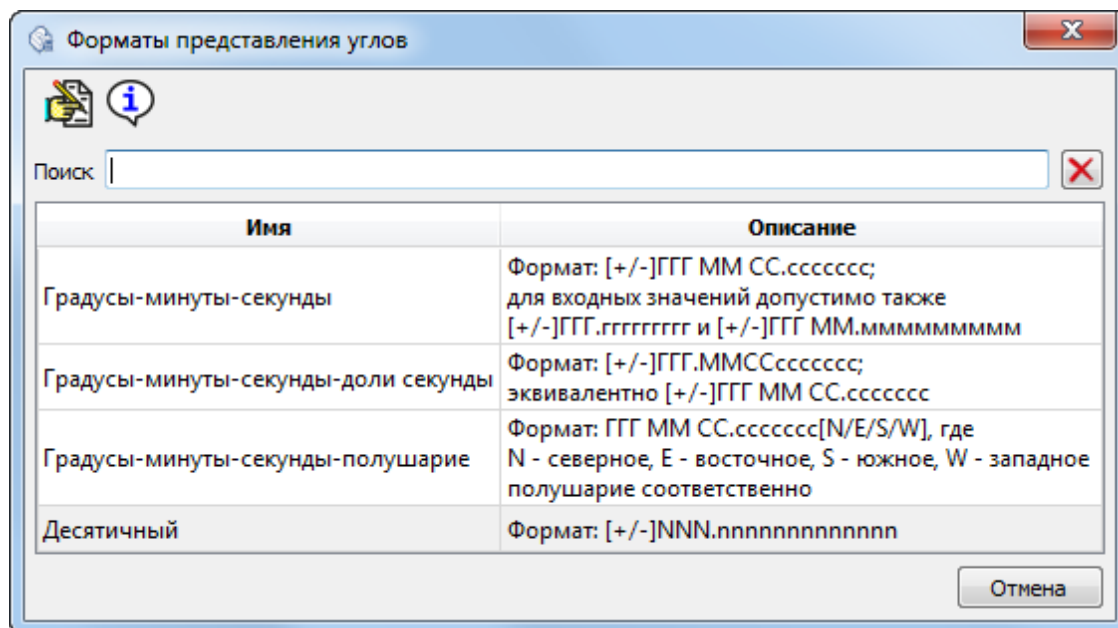 Форматы представления углов
Поиск
Имя
Описание
Градусы-минуты-секунды
Формат: [+/-]ГГГ ММ СС.ссссссс;
для входных значений допустимо также
[+/-]ГГГ.ггггггггг и [+/-]ГГГ ММ.ммммммммм
Градусы-минуты-секунды-доли секунды
Формат: [+/-]ГГГ.ММССссссссс;
эквивалентно [+/-]ГГГ ММ СС.ссссссс
Градусы-минуты-секунды-полушарие
Формат: ГГГ ММ СС.ссссссс[N/E/S/W], где
N - северное, E - восточное, S - южное, W - западное
полушарие соответственно
Десятичный
Формат: [+/-]NNN.nnnnnnnnnnnnnn
Отмена